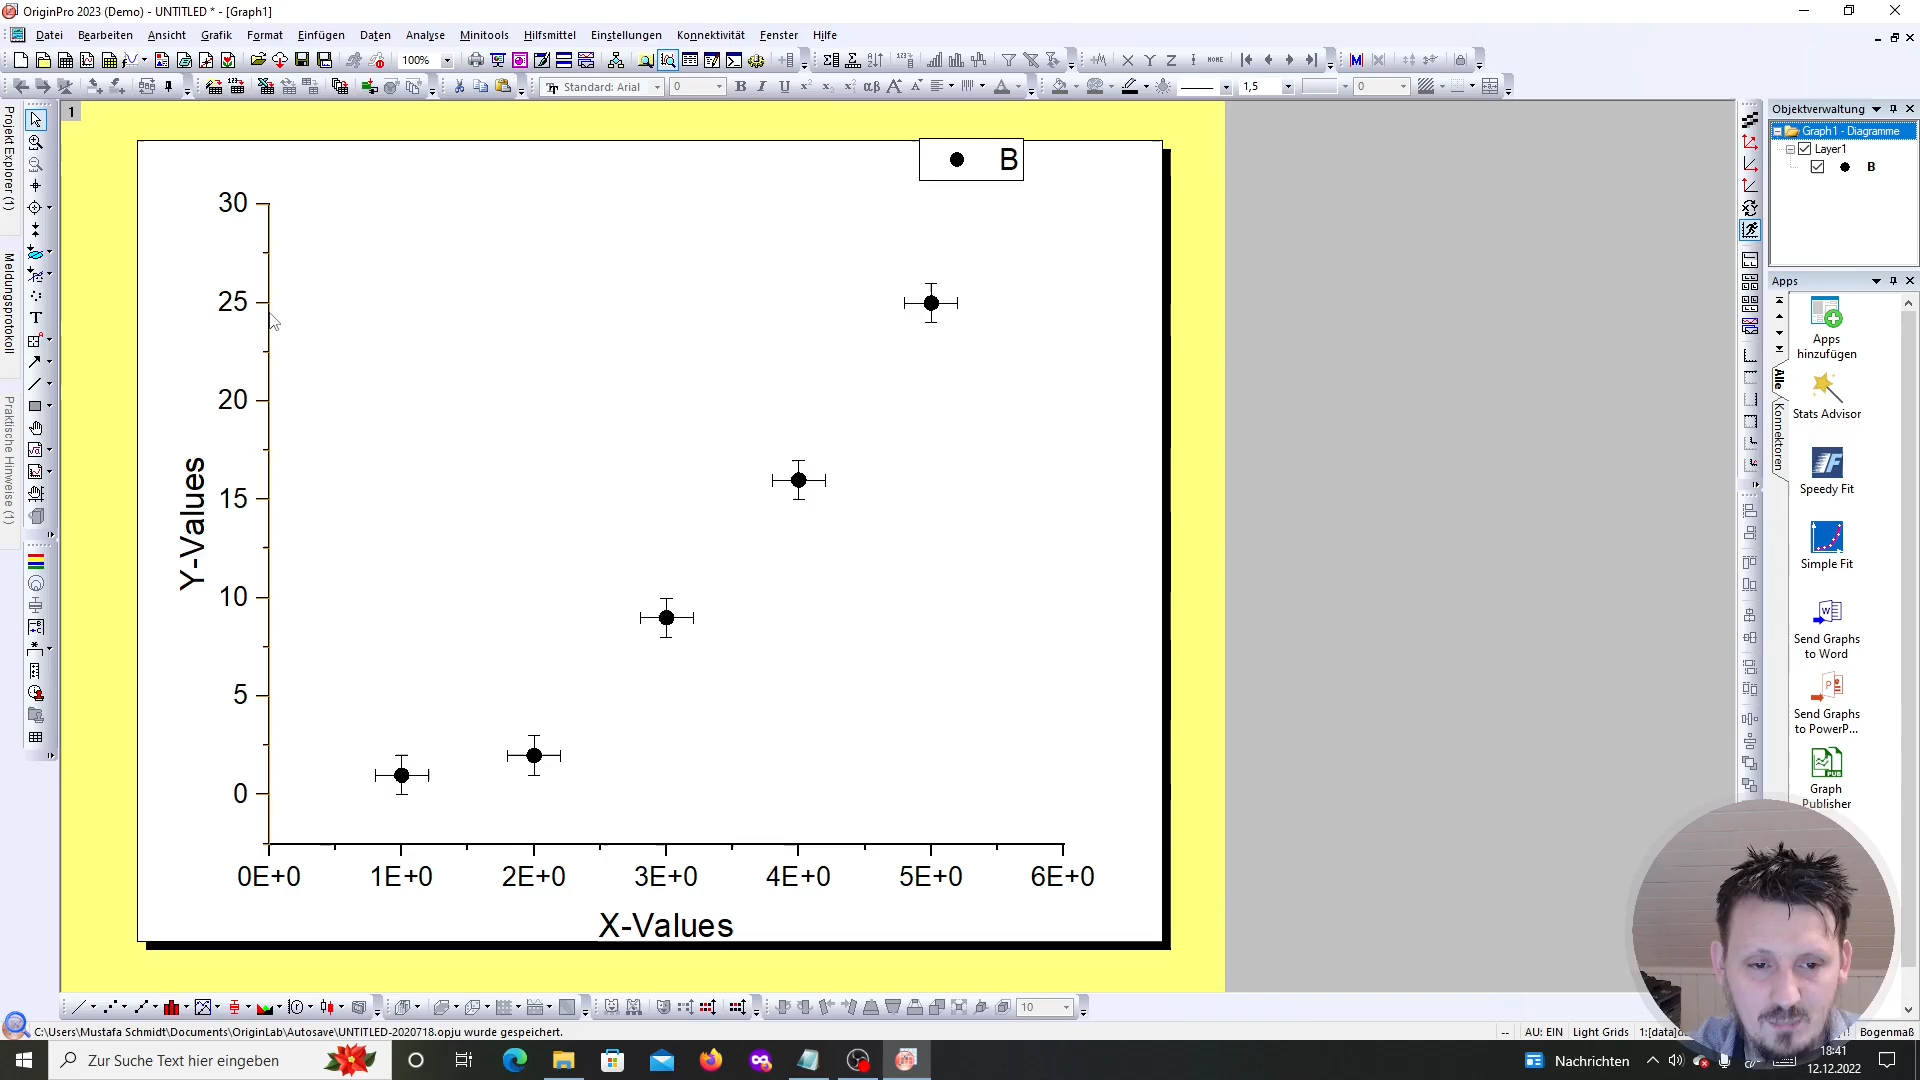 OriginPro 2023 (Demo) - UNTITLED * - [Graph1]
Datei Bearbeiten Ansicht Grafik Format Einfügen Daten Analyse Minitools Hilfsmittel Einstellungen Konnektivität Fenster Hilfe
100%
Standard: Arial 0 B I U αβ A A 1,5 0
Projekt Explorer (1)
Meldungsprotokoll
Praktische Hinweise (1)
1
B
30
25
20
15
10
5
0
Y-Values
0E+0 1E+0 2E+0 3E+0 4E+0 5E+0 6E+0
X-Values
Objektverwaltung
Graph1 - Diagramme
Layer1
B
Apps
Alle
Konnektoren
Apps
hinzufügen
Stats Advisor
Speedy Fit
Simple Fit
Send Graphs
to Word
Send Graphs
to PowerP...
Graph
Publisher
10
C:\Users\Mustafa Schmidt\Documents\OriginLab\Autosave\UNTITLED-2020718.opju wurde gespeichert.
-- AU: EIN Light Grids Bogenmaß
Zur Suche Text hier eingeben
Nachrichten
18:41
12.12.2022